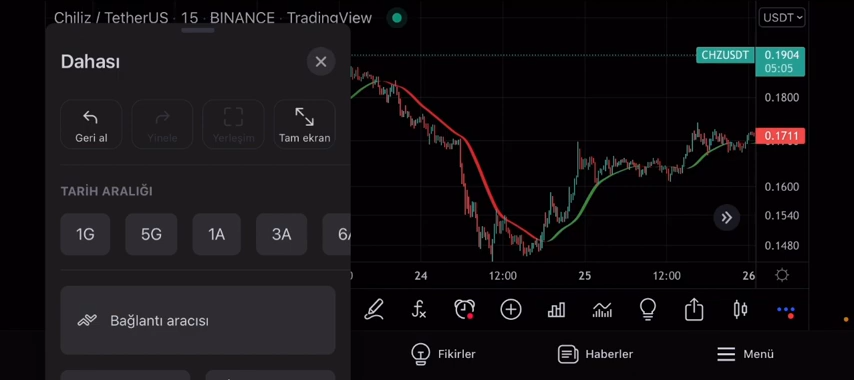 Chiliz / TetherUS · 15 · BINANCE · TradingView
USDT
Dahası
CHZUSDT
0.1904
05:05
0.1800
0.1711
0.1600
0.1540
0.1480
Geri al
Yinele
Yerleşim
Tam ekran
TARİH ARALIĞI
1G
5G
1A
3A
24
12:00
25
12:00
26
Bağlantı aracısı
Fikirler
Haberler
Menü